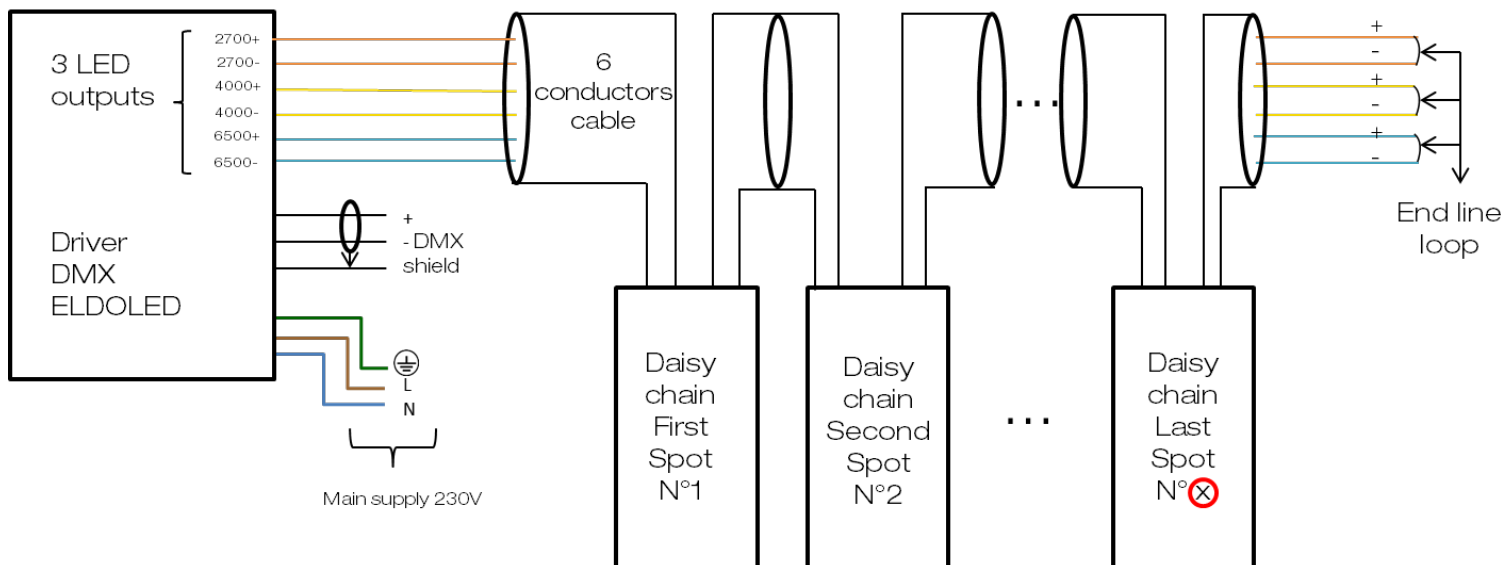 3 LED
outputs
2700+
2700-
4000+
4000-
6500+
6500-
6
conductors
cable
...
+
-
+
-
+
-
End line
loop
Driver
DMX
ELDOLED
+
- DMX
shield
L
N
Main supply 230V
Daisy
chain
First
Spot
N°1
Daisy
chain
Second
Spot
N°2
...
Daisy
chain
Last
Spot
N°x